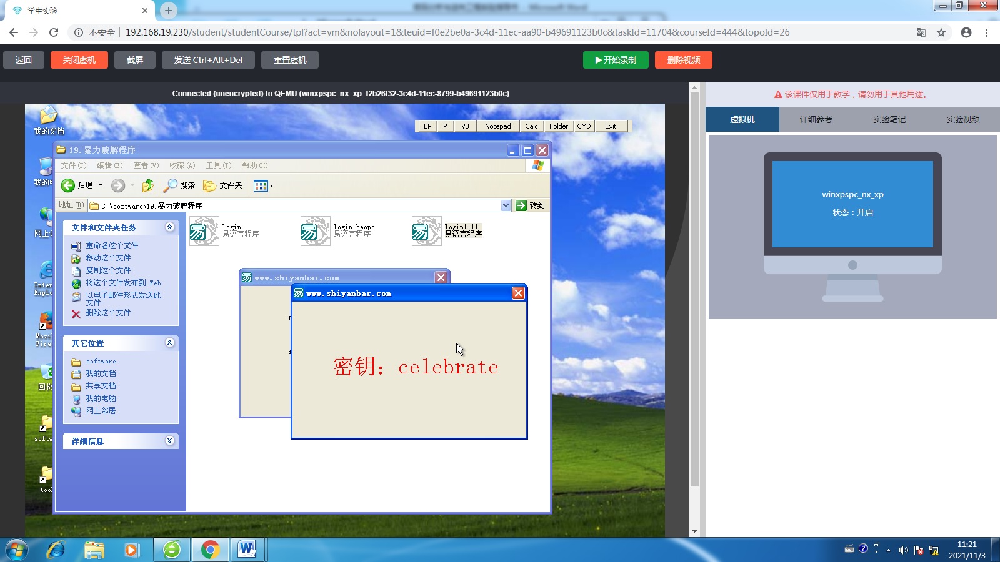 学生实验
不安全
192.168.19.230/student/studentCourse/tpl?act=vm&nolayout=1&teuid=f0e2be0a-3c4d-11ec-aa90-b49691123b0c&taskId=11704&courseId=444&topoId=26
返回
关闭虚机
截屏
发送 Ctrl+Alt+Del
重置虚机
开始录制
删除视频
Connected (unencrypted) to QEMU (winxpspc_nx_xp_f2b26f32-3c4d-11ec-8799-b49691123b0c)
该课件仅用于教学，请勿用于其他用途。
虚拟机
详细参考
实验笔记
实验视频
winxpspc_nx_xp
状态：开启
我的文档
BP
P
VB
Notepad
Calc
Folder
CMD
Exit
19.暴力破解程序
文件(F)
编辑(E)
查看(V)
收藏(A)
工具(T)
帮助(H)
后退
搜索
文件夹
地址(D)
C:\software\19.暴力破解程序
转到
文件和文件夹任务
重命名这个文件
移动这个文件
复制这个文件
将这个文件发布到 Web
以电子邮件形式发送此
文件
删除这个文件
其它位置
software
我的文档
共享文档
我的电脑
网上邻居
详细信息
login
易语言程序
login_baopo
易语言程序
login1111
易语言程序
www.shiyanbar.com
www.shiyanbar.com
密钥：celebrate
我的电
网上邻
Inter
Explo
Mozil
Firef
回收
softw
tool
11:21
2021/11/3